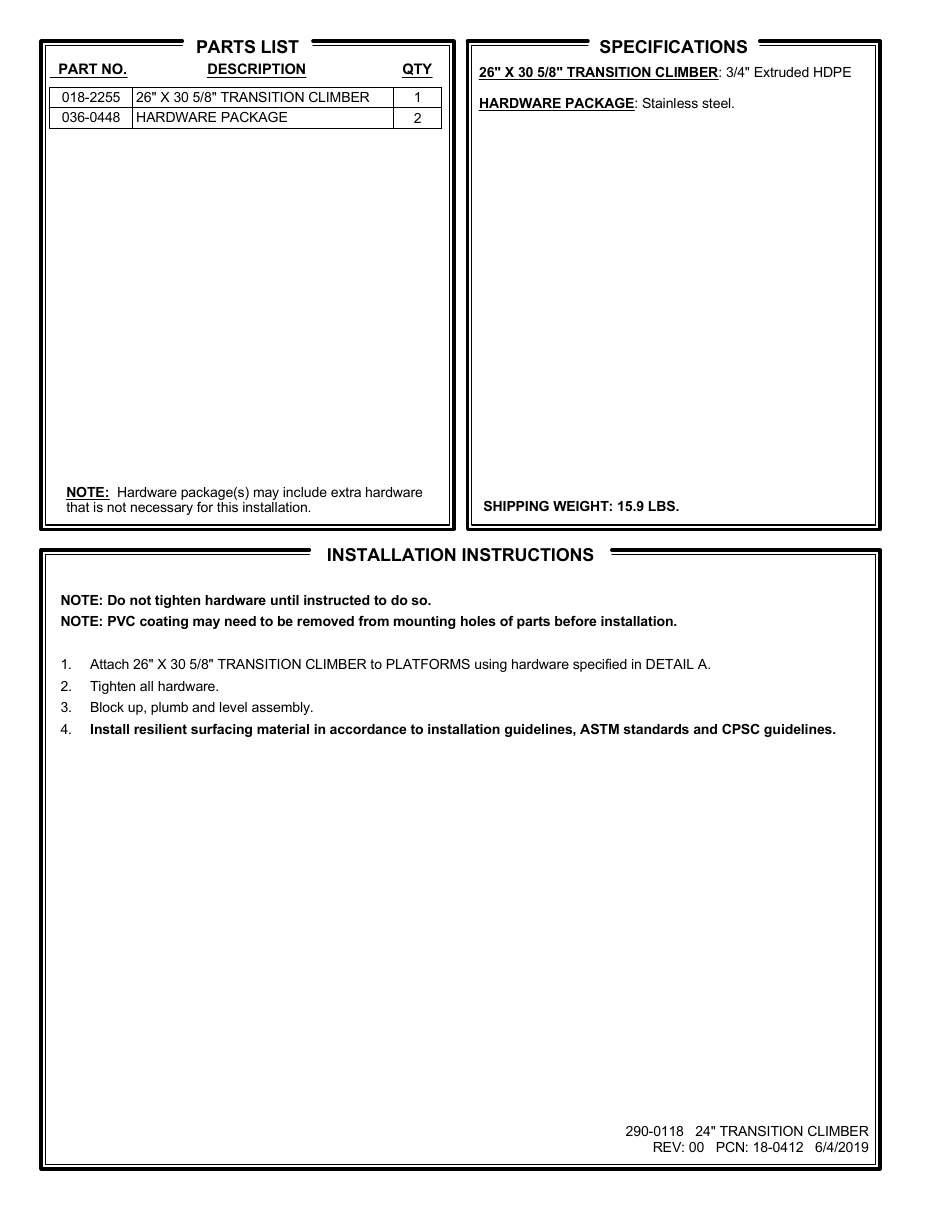 PARTS LIST
PART NO. DESCRIPTION QTY
018-2255 26" X 30 5/8" TRANSITION CLIMBER 1
036-0448 HARDWARE PACKAGE 2
NOTE: Hardware package(s) may include extra hardware
that is not necessary for this installation.
SPECIFICATIONS
26" X 30 5/8" TRANSITION CLIMBER: 3/4" Extruded HDPE
HARDWARE PACKAGE: Stainless steel.
SHIPPING WEIGHT: 15.9 LBS.
INSTALLATION INSTRUCTIONS
NOTE: Do not tighten hardware until instructed to do so.
NOTE: PVC coating may need to be removed from mounting holes of parts before installation.
1. Attach 26" X 30 5/8" TRANSITION CLIMBER to PLATFORMS using hardware specified in DETAIL A.
2. Tighten all hardware.
3. Block up, plumb and level assembly.
4. Install resilient surfacing material in accordance to installation guidelines, ASTM standards and CPSC guidelines.
290-0118 24" TRANSITION CLIMBER
REV: 00 PCN: 18-0412 6/4/2019